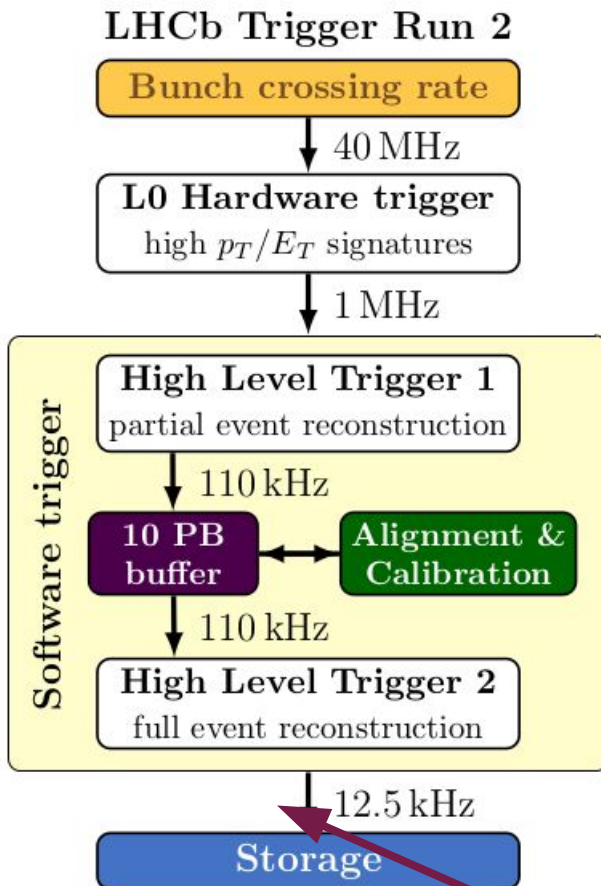 LHCb Trigger Run 2
Bunch crossing rate
40 MHz
L0 Hardware trigger
high p_T/E_T signatures
1 MHz
Software trigger
High Level Trigger 1
partial event reconstruction
110 kHz
10 PB
buffer
Alignment &
Calibration
110 kHz
High Level Trigger 2
full event reconstruction
12.5 kHz
Storage